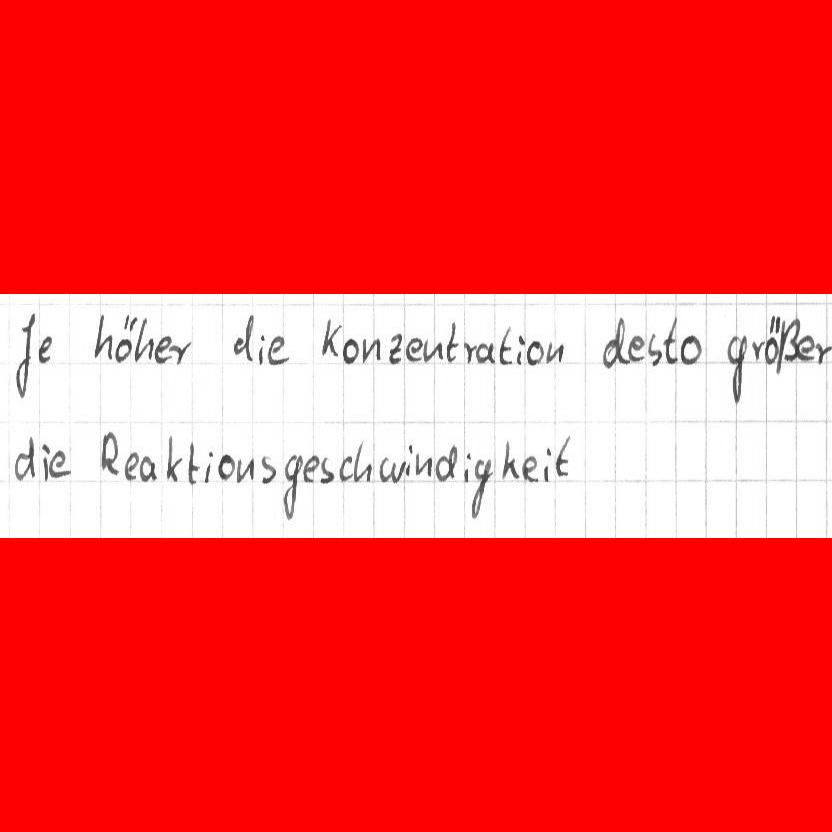 Je höher die Konzentration desto größer
die Reaktionsgeschwindigkeit